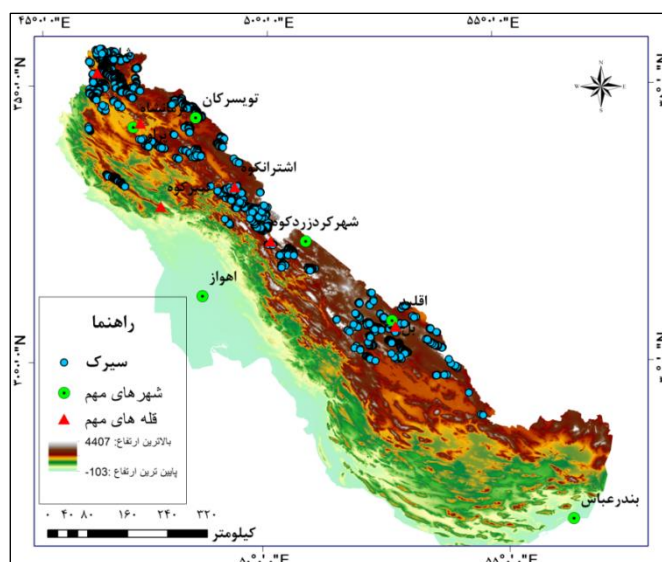 ۴۵°۰'۰"E
۵۰°۰'۰"E
۵۵°۰'۰"E
۳۵°۰'۰"N
تویسرکان
اشترانکوه
کبیرکوه
شهرکرد
زردکوه
اهواز
اقلید
بل
۳۰°۰'۰"N
راهنما
سیرک
شهرهای مهم
قله های مهم
بالاترین ارتفاع: 4407
پایین ترین ارتفاع :103-
بندرعباس
۰ ۴۰ ۸۰ ۱۶۰ ۲۴۰ ۳۲۰
کیلومتر
۵۰°۰'۰"E
۵۵°۰'۰"E